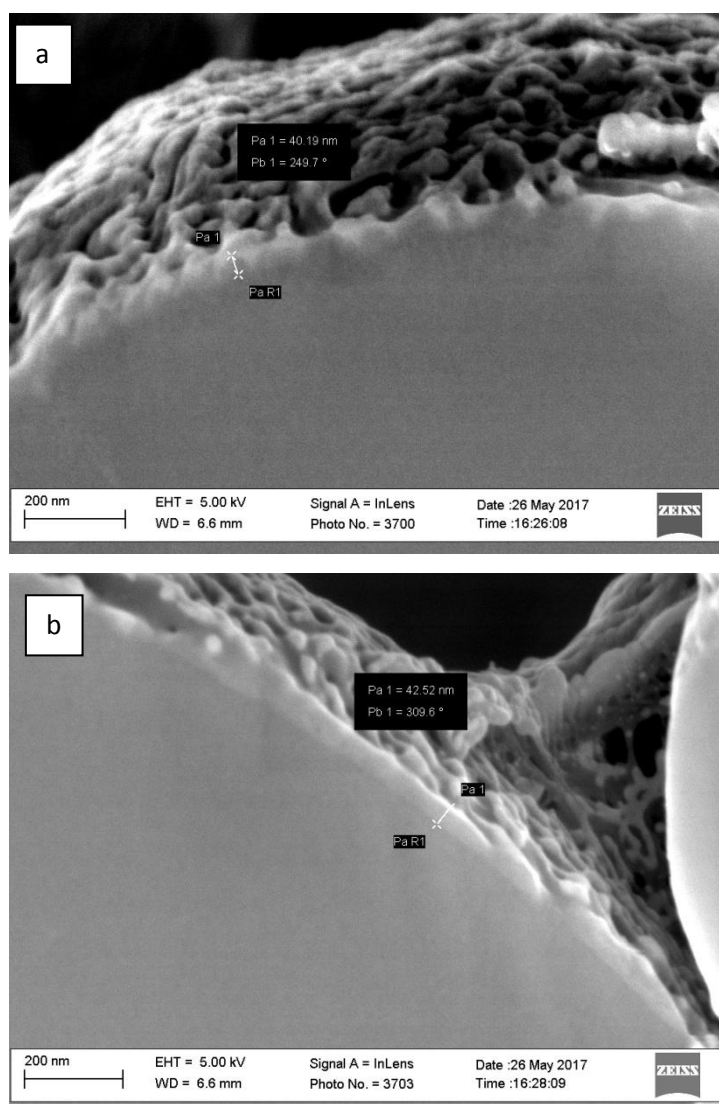 a
Pa 1 = 40.19 nm
Pb 1 = 249.7 °
Pa 1
Pa R1
200 nm
EHT = 5.00 kV
Signal A = InLens
Date :26 May 2017
ZEISS
WD = 6.6 mm
Photo No. = 3700
Time :16:26:08
b
Pa 1 = 42.52 nm
Pb 1 = 309.6 °
Pa 1
Pa R1
200 nm
EHT = 5.00 kV
Signal A = InLens
Date :26 May 2017
ZEISS
WD = 6.6 mm
Photo No. = 3703
Time :16:28:09